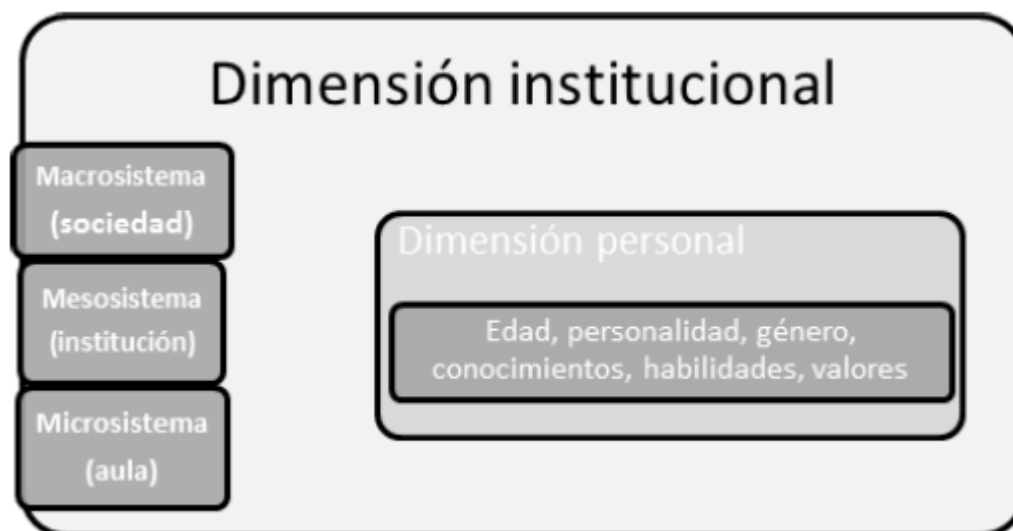 Dimensión institucional
Macrosistema
(sociedad)
Mesosistema
(institución)
Microsistema
(aula)
Dimensión personal
Edad, personalidad, género,
conocimientos, habilidades, valores